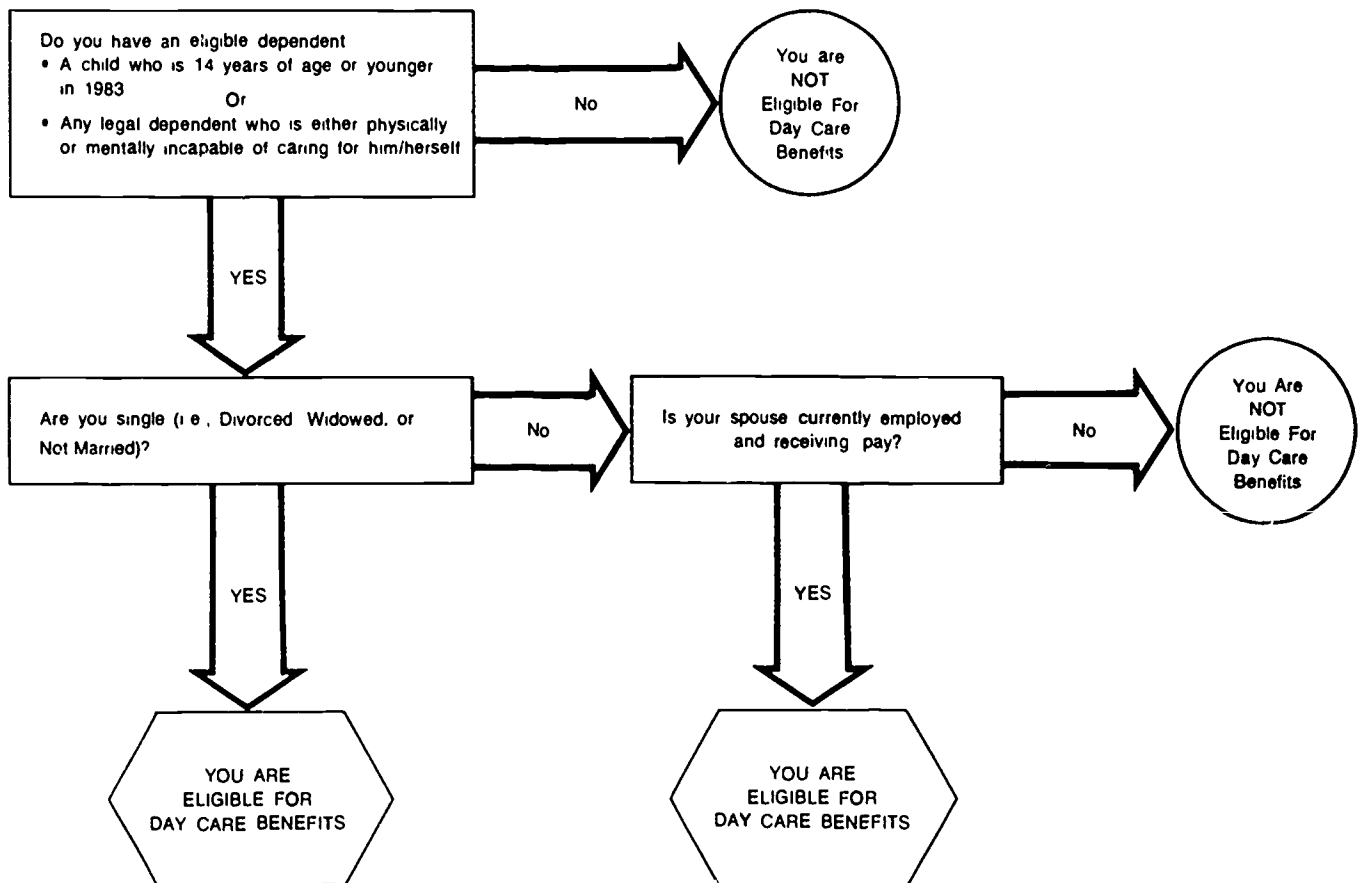 Do you have an eligible dependent
• A child who is 14 years of age or younger
in 1983
Or
• Any legal dependent who is either physically
or mentally incapable of caring for him/herself
No
You are
NOT
Eligible For
Day Care
Benefits
YES
Are you single (i e , Divorced Widowed, or
Not Married)?
No
Is your spouse currently employed
and receiving pay?
No
You Are
NOT
Eligible For
Day Care
Benefits
YES
YES
YOU ARE
ELIGIBLE FOR
DAY CARE BENEFITS
YOU ARE
ELIGIBLE FOR
DAY CARE BENEFITS